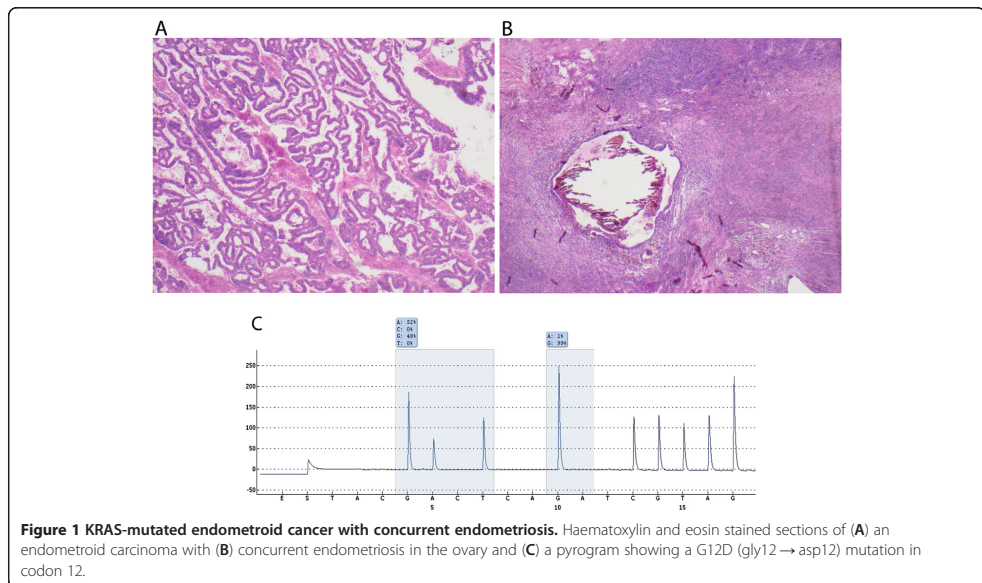 A
B
C
A: 52%
C: 0%
G: 48%
T: 0%
A: 1%
G: 99%
250
200
150
100
50
0
-50
E S T A C G A C T C A G A T C G T A G
5 10 15
Figure 1 KRAS-mutated endometroid cancer with concurrent endometriosis. Haematoxylin and eosin stained sections of (A) an
endometroid carcinoma with (B) concurrent endometriosis in the ovary and (C) a pyrogram showing a G12D (gly12 → asp12) mutation in
codon 12.